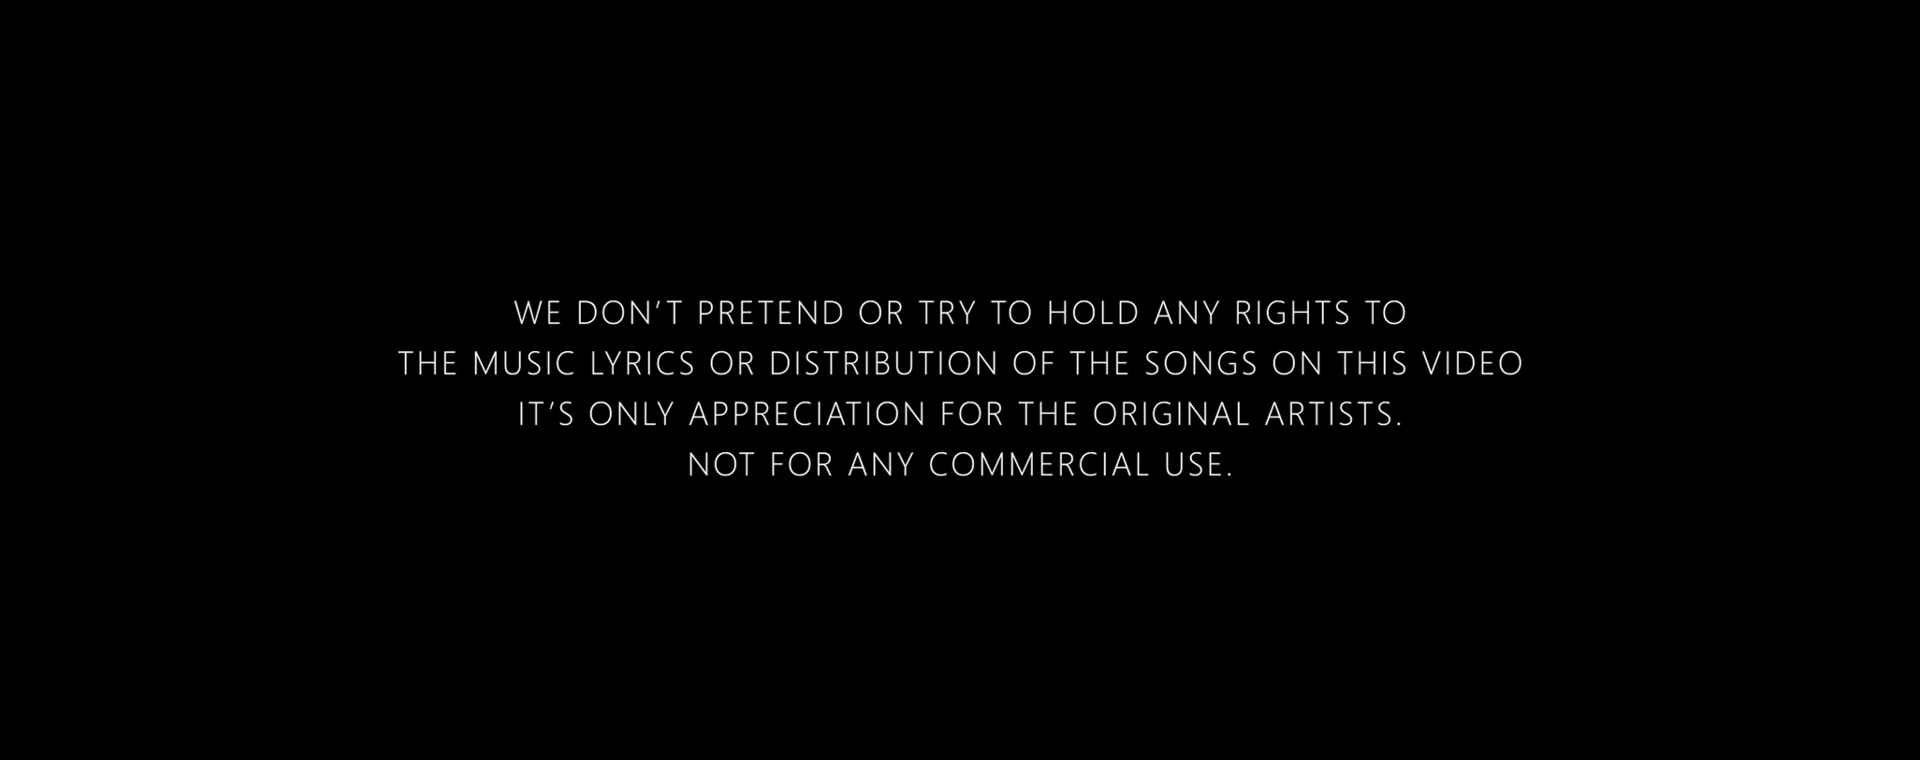 WE DON’T PRETEND OR TRY TO HOLD ANY RIGHTS TO
THE MUSIC LYRICS OR DISTRIBUTION OF THE SONGS ON THIS VIDEO
IT’S ONLY APPRECIATION FOR THE ORIGINAL ARTISTS.
NOT FOR ANY COMMERCIAL USE.